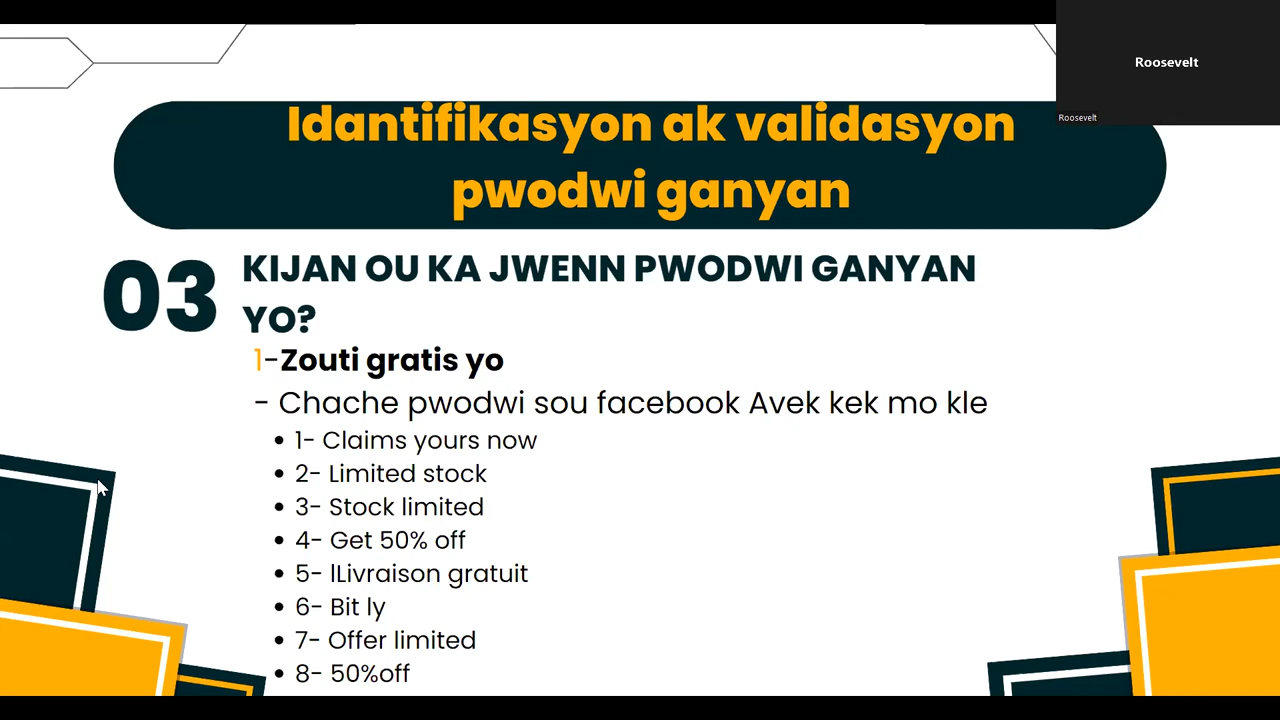 Roosevelt
Roosevelt
Idantifikasyon ak validasyon
pwodwi ganyan
03
KIJAN OU KA JWENN PWODWI GANYAN
YO?
1-Zouti gratis yo
- Chache pwodwi sou facebook Avek kek mo kle
• 1- Claims yours now
• 2- Limited stock
• 3- Stock limited
• 4- Get 50% off
• 5- lLivraison gratuit
• 6- Bit ly
• 7- Offer limited
• 8- 50%off